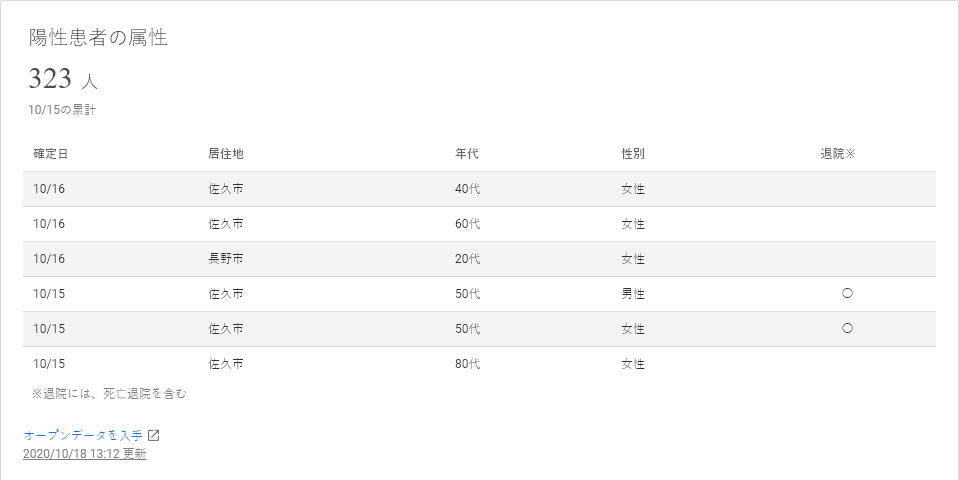 陽性患者の属性
323 人
10/15の累計
確定日 居住地 年代 性別 退院※
10/16 佐久市 40代 女性
10/16 佐久市 60代 女性
10/16 長野市 20代 女性
10/15 佐久市 50代 男性 ○
10/15 佐久市 50代 女性 ○
10/15 佐久市 80代 女性
※退院には、死亡退院を含む
オープンデータを入手
2020/10/18 13:12 更新